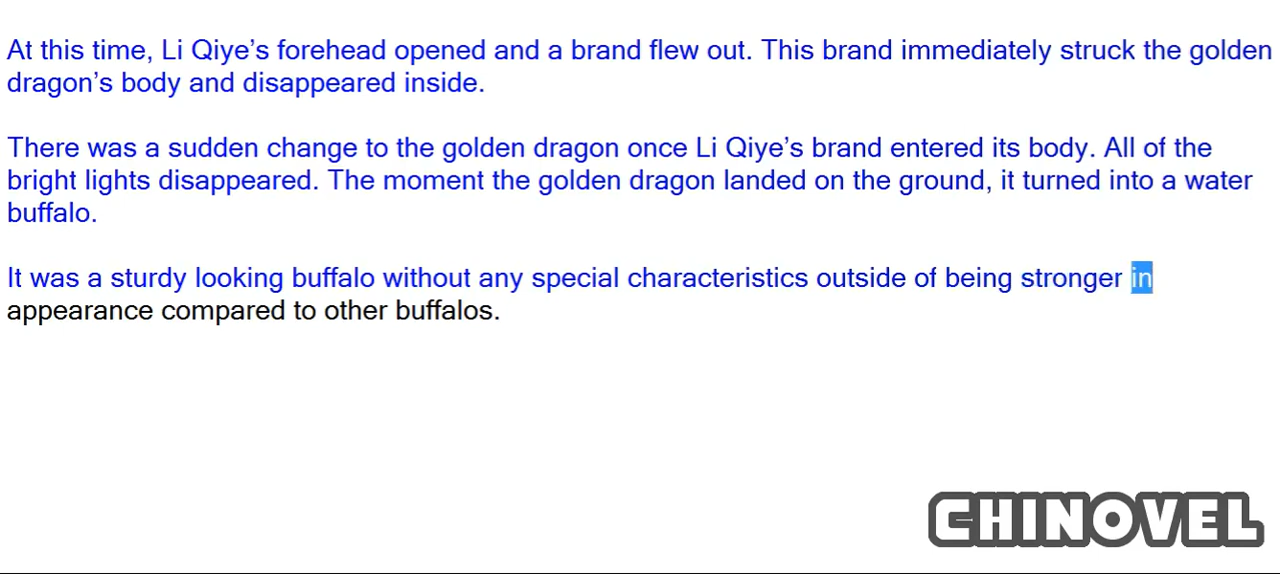 At this time, Li Qiye’s forehead opened and a brand flew out. This brand immediately struck the golden
dragon’s body and disappeared inside.
There was a sudden change to the golden dragon once Li Qiye’s brand entered its body. All of the
bright lights disappeared. The moment the golden dragon landed on the ground, it turned into a water
buffalo.
It was a sturdy looking buffalo without any special characteristics outside of being stronger in
appearance compared to other buffalos.
CHINOVEL